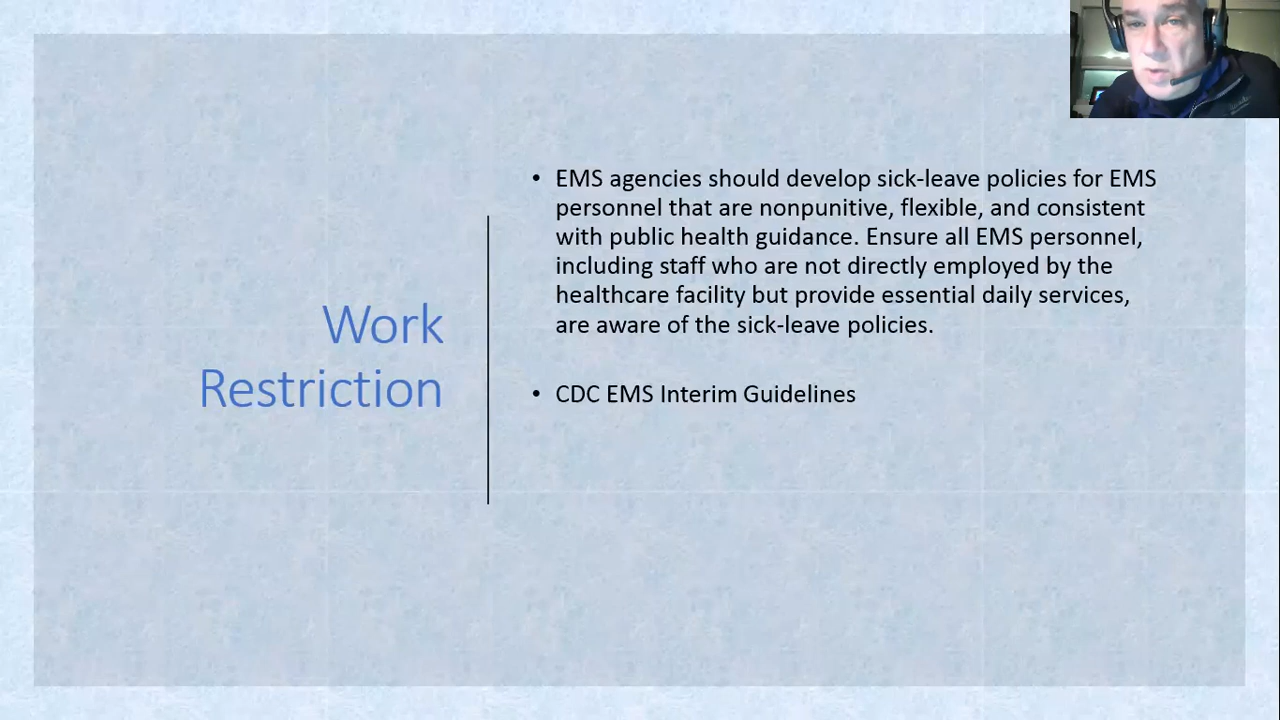 Work
Restriction
• EMS agencies should develop sick-leave policies for EMS
personnel that are nonpunitive, flexible, and consistent
with public health guidance. Ensure all EMS personnel,
including staff who are not directly employed by the
healthcare facility but provide essential daily services,
are aware of the sick-leave policies.
• CDC EMS Interim Guidelines